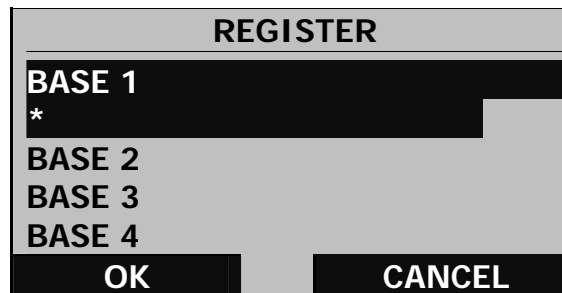 REGISTER
BASE 1
*
BASE 2
BASE 3
BASE 4
OK CANCEL